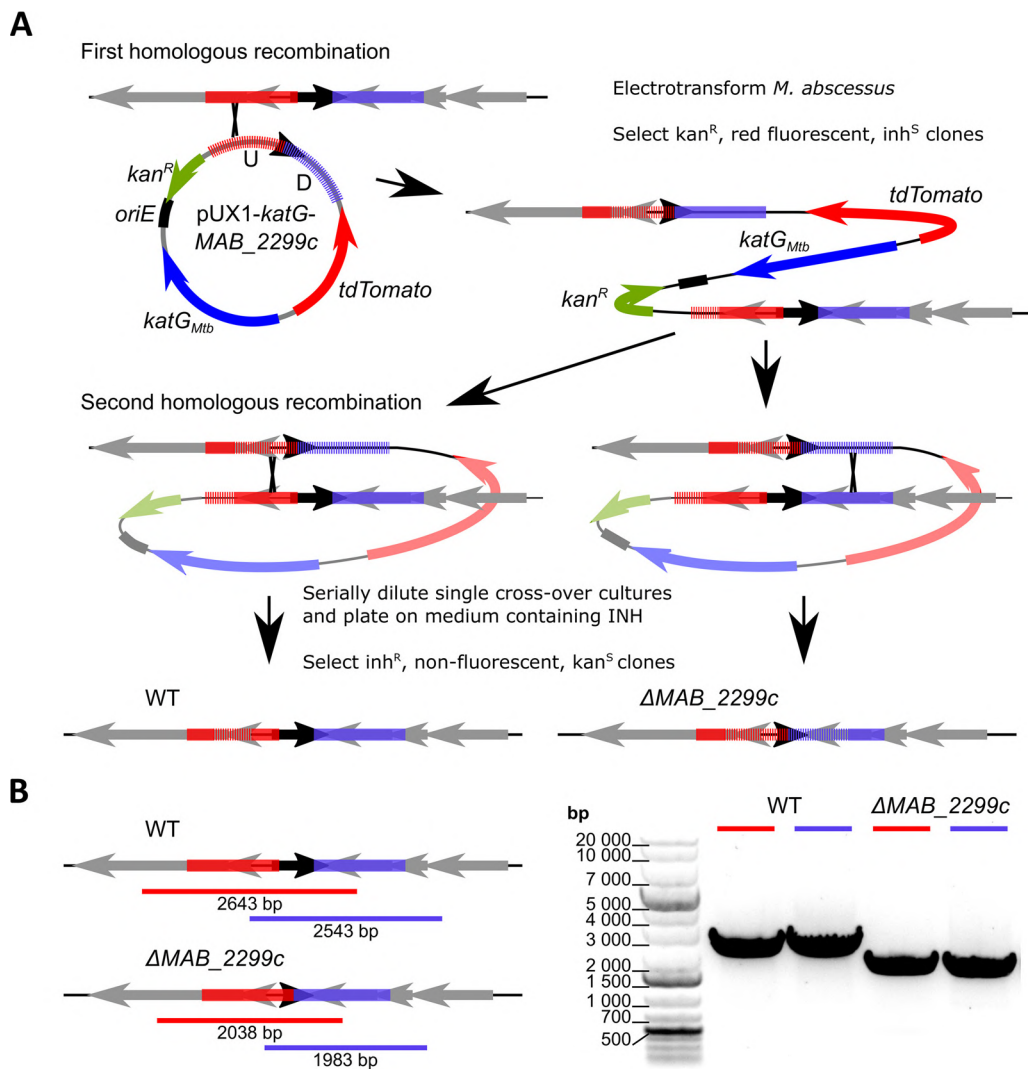 A
First homologous recombination
Electrotransform M. abscessus
Select kanR, red fluorescent, inhS clones
U
D
kanR
oriE
pUX1-katG-
MAB_2299c
tdTomato
katGMtb
tdTomato
katGMtb
kanR
Second homologous recombination
Serially dilute single cross-over cultures
and plate on medium containing INH
Select inhR, non-fluorescent, kanS clones
WT
ΔMAB_2299c
B
WT
2643 bp
2543 bp
ΔMAB_2299c
2038 bp
1983 bp
bp
WT
ΔMAB_2299c
20 000
10 000
7 000
5 000
4 000
3 000
2 000
1 500
1 000
700
500